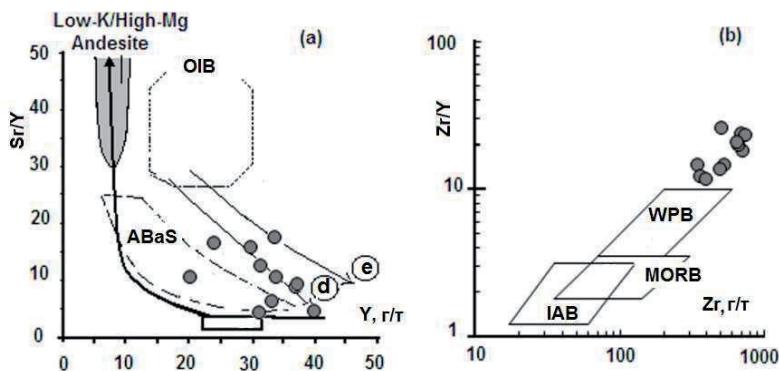 Low-K/High-Mg
Andesite
(a)
50
40
30
20
10
0
Sr/Y
OIB
ABaS
d
e
Y, г/т
0 10 20 30 40 50
(b)
100
10
1
Zr/Y
WPB
MORB
IAB
Zr, г/т
10 100 1000